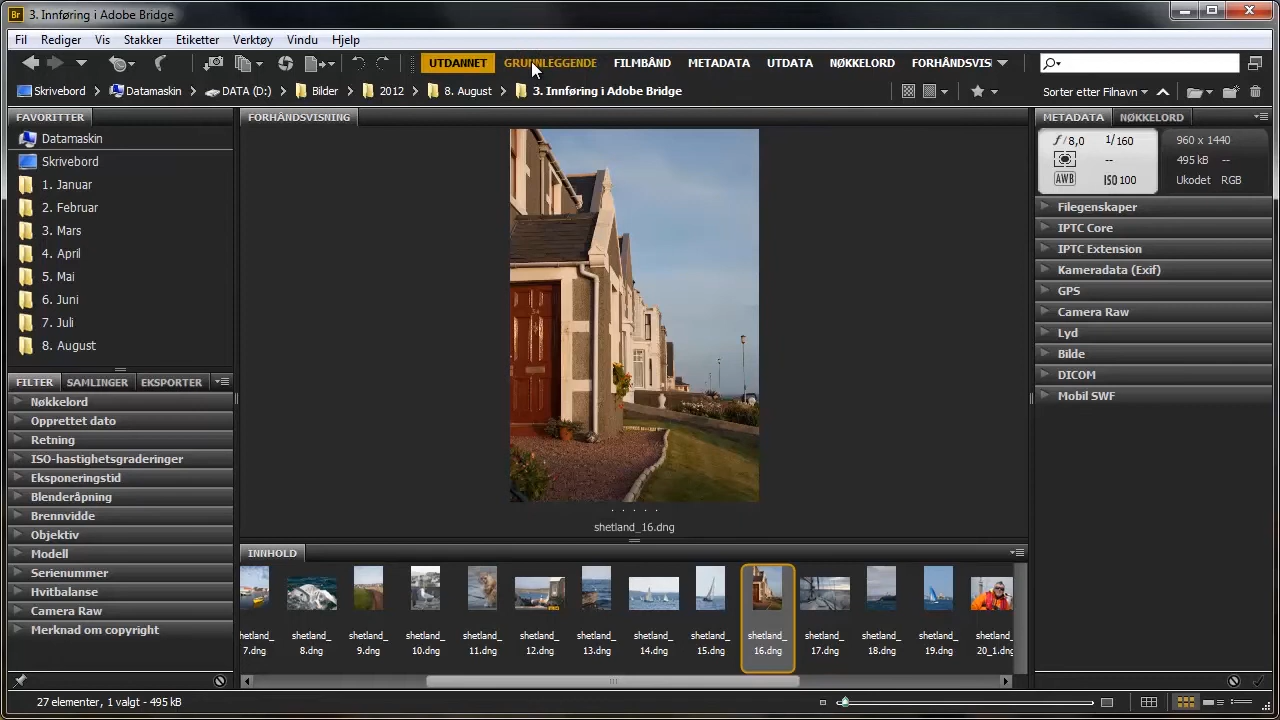 Br 3. Innføring i Adobe Bridge
Fil Rediger Vis Stakker Etiketter Verktøy Vindu Hjelp
UTDANNET GRUNNLEGGENDE FILMBÅND METADATA UTDATA NØKKELORD FORHÅNDSVIS
Skrivebord Datamaskin DATA (D:) Bilder 2012 8. August 3. Innføring i Adobe Bridge Sorter etter Filnavn
FAVORITTER
Datamaskin
Skrivebord
1. Januar
2. Februar
3. Mars
4. April
5. Mai
6. Juni
7. Juli
8. August
FILTER SAMLINGER EKSPORTER
Nøkkelord
Opprettet dato
Retning
ISO-hastighetsgraderinger
Eksponeringstid
Blenderåpning
Brennvidde
Objektiv
Modell
Serienummer
Hvitbalanse
Camera Raw
Merknad om copyright
FORHÅNDSVISNING
shetland_16.dng
INNHOLD
shetland_ shetland_ shetland_ shetland_ shetland_ shetland_ shetland_ shetland_ shetland_ shetland_ shetland_ shetland_ shetland_ shetland_
7.dng 8.dng 9.dng 10.dng 11.dng 12.dng 13.dng 14.dng 15.dng 16.dng 17.dng 18.dng 19.dng 20_1.dng
METADATA NØKKELORD
ƒ/8,0 1/160 960 x 1440
-- 495 kB --
AWB ISO 100 Ukodet RGB
Filegenskaper
IPTC Core
IPTC Extension
Kameradata (Exif)
GPS
Camera Raw
Lyd
Bilde
DICOM
Mobil SWF
27 elementer, 1 valgt - 495 kB